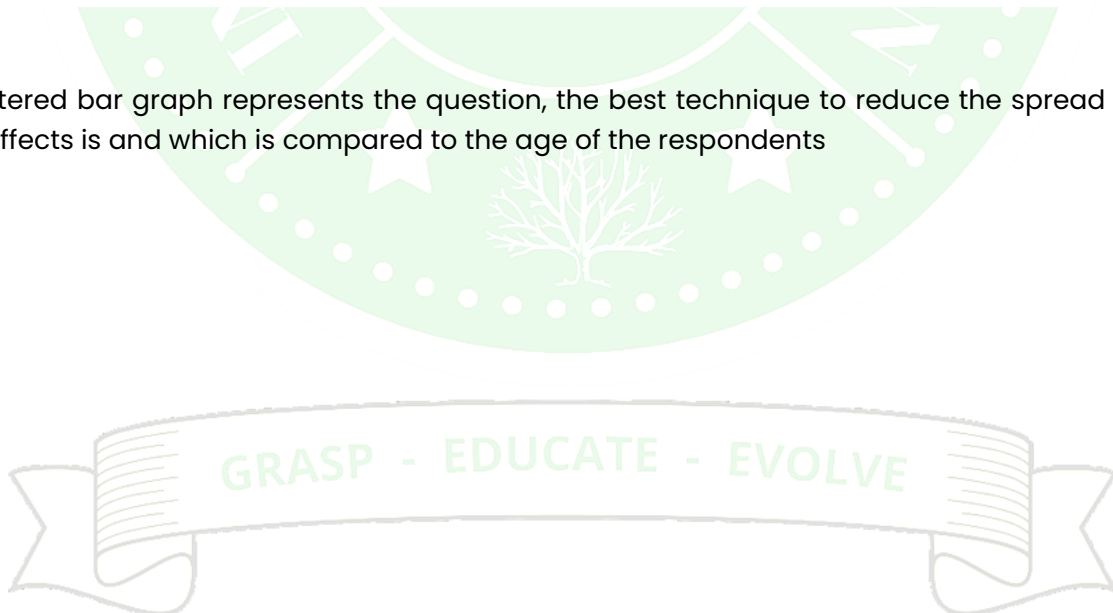 tered bar graph represents the question, the best technique to reduce the spread
ffects is and which is compared to the age of the respondents
GRASP - EDUCATE - EVOLVE